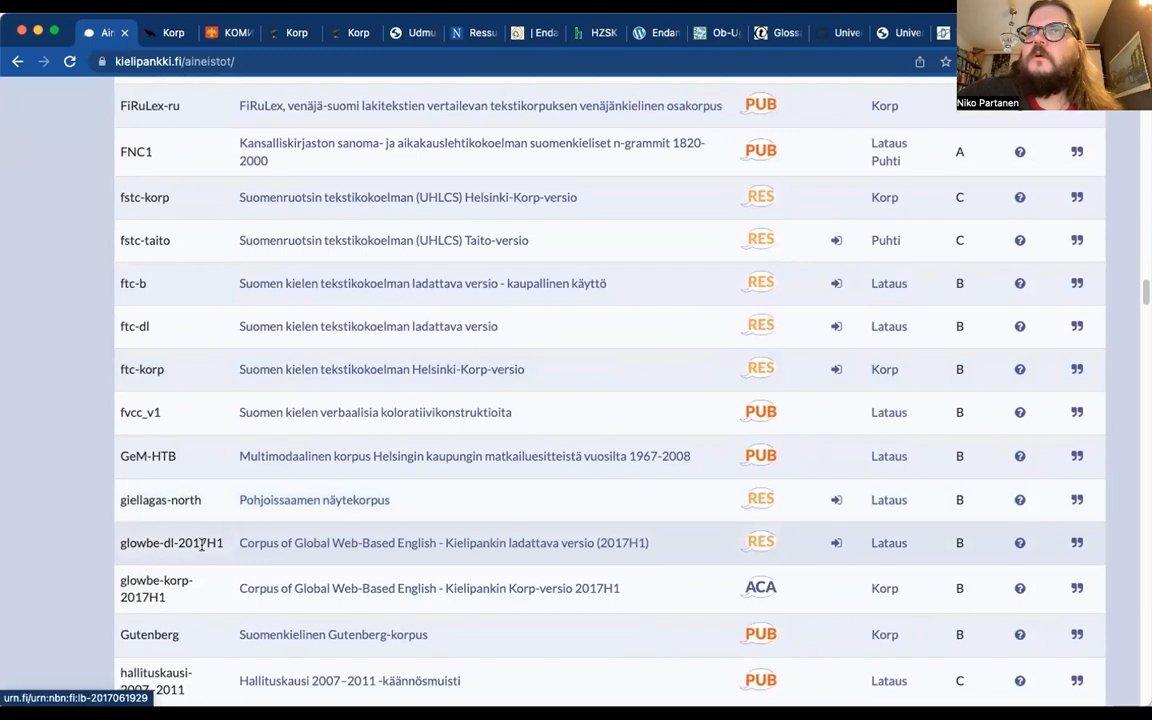 Ain
Korp
КОМИ
Korp
Korp
Udmu
Ressu
| Enda
HZSK
Endan
Ob-U
Gloss
Unive
Unive
kielipankki.fi/aineistot/
Niko Partanen
FiRuLex-ru
FiRuLex, venäjä-suomi lakitekstien vertailevan tekstikorpuksen venäjänkielinen osakorpus
PUB
Korp
FNC1
Kansalliskirjaston sanoma- ja aikakauslehtikokoelman suomenkieliset n-grammit 1820-
2000
PUB
Lataus
Puhti
A
fstc-korp
Suomenruotsin tekstikokoelman (UHLCS) Helsinki-Korp-versio
RES
Korp
C
fstc-taito
Suomenruotsin tekstikokoelman (UHLCS) Taito-versio
RES
Puhti
C
ftc-b
Suomen kielen tekstikokoelman ladattava versio - kaupallinen käyttö
RES
Lataus
B
ftc-dl
Suomen kielen tekstikokoelman ladattava versio
RES
Lataus
B
ftc-korp
Suomen kielen tekstikokoelman Helsinki-Korp-versio
RES
Korp
B
fvcc_v1
Suomen kielen verbaalisia koloratiivikonstruktioita
PUB
Lataus
B
GeM-HTB
Multimodaalinen korpus Helsingin kaupungin matkailuesitteistä vuosilta 1967-2008
PUB
Lataus
B
giellagas-north
Pohjoissaamen näytekorpus
RES
Lataus
B
glowbe-dl-2017H1
Corpus of Global Web-Based English - Kielipankin ladattava versio (2017H1)
RES
Lataus
B
glowbe-korp-
2017H1
Corpus of Global Web-Based English - Kielipankin Korp-versio 2017H1
ACA
Korp
B
Gutenberg
Suomenkielinen Gutenberg-korpus
PUB
Korp
B
hallituskausi-
2007-2011
Hallituskausi 2007–2011 -käännösmuisti
PUB
Lataus
C
urn.fi/urn:nbn:fi:lb-2017061929